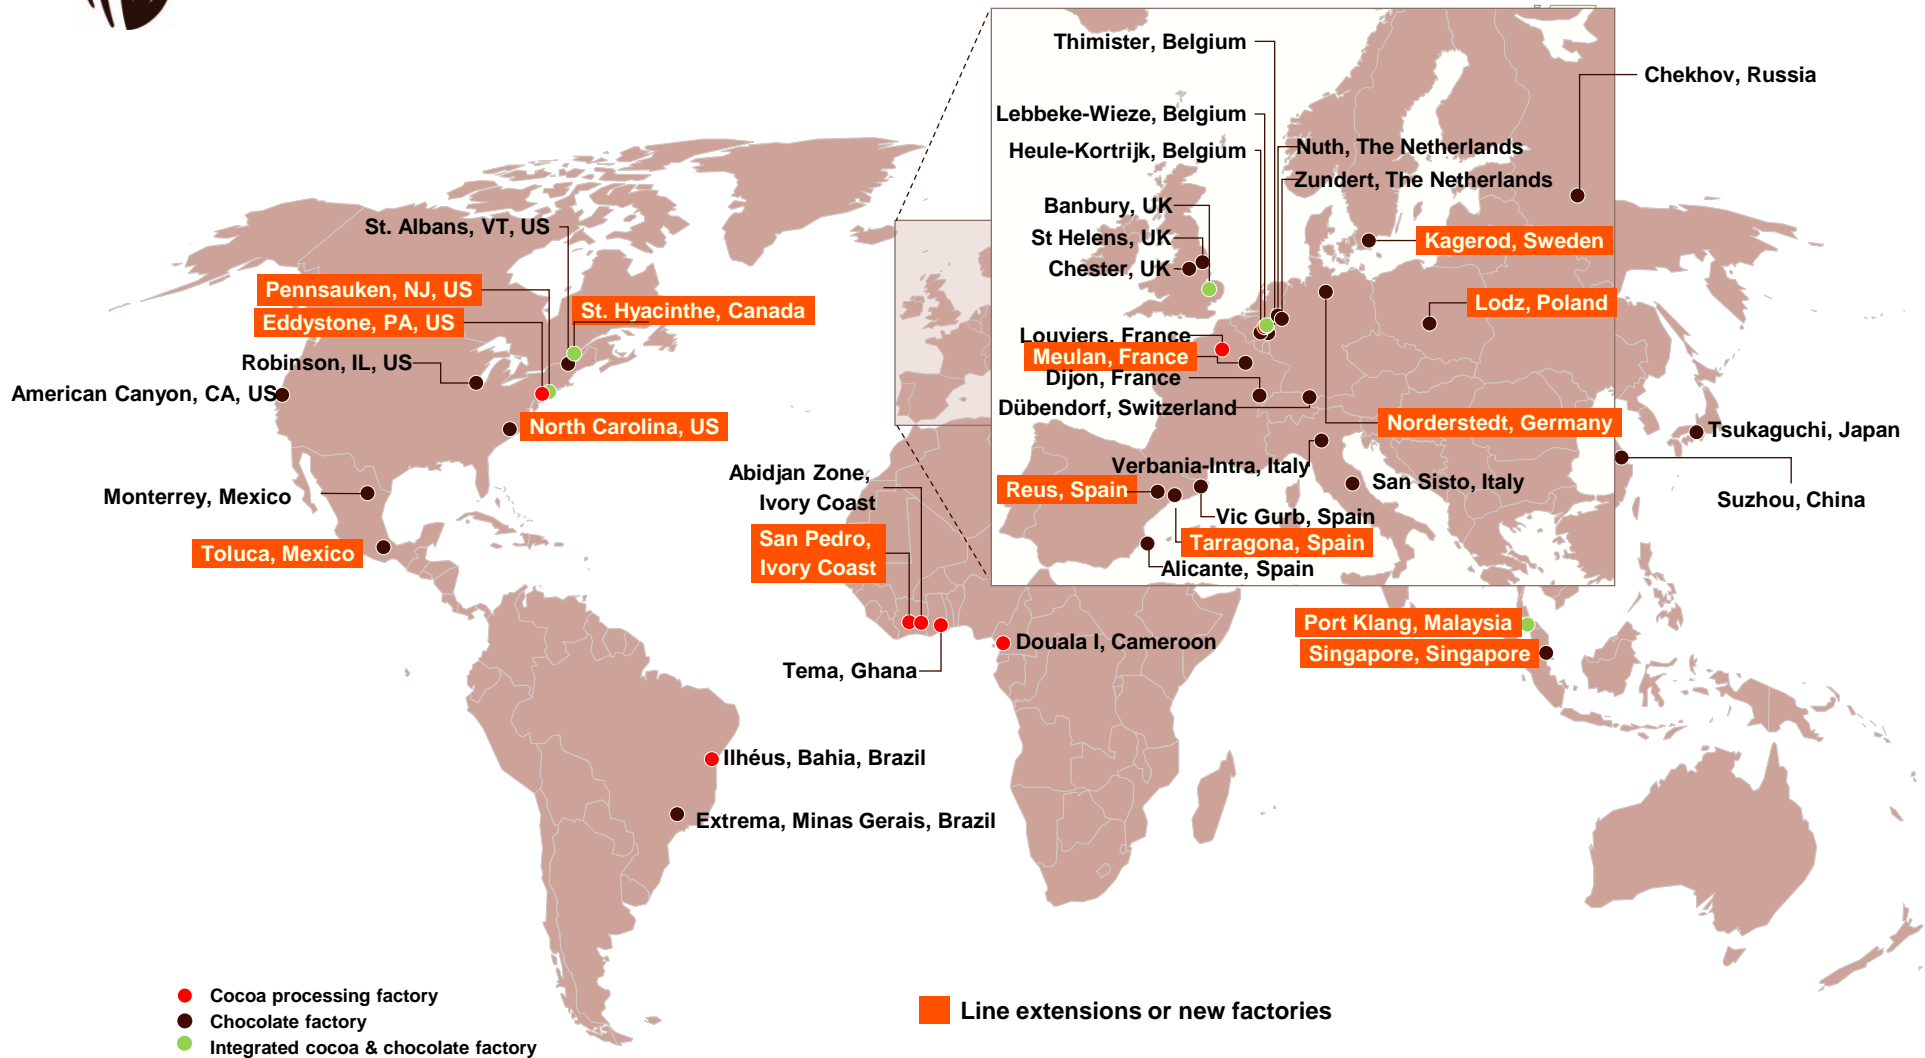 Thimister, Belgium
Chekhov, Russia
Lebbeke-Wieze, Belgium
Heule-Kortrijk, Belgium
Nuth, The Netherlands
Zundert, The Netherlands
Banbury, UK
St. Albans, VT, US
St Helens, UK
Kagerod, Sweden
Chester, UK
Pennsauken, NJ, US
St. Hyacinthe, Canada
Lodz, Poland
Eddystone, PA, US
Louviers, France
Meulan, France
Robinson, IL, US
Dijon, France
American Canyon, CA, US
Dübendorf, Switzerland
North Carolina, US
Norderstedt, Germany
Tsukaguchi, Japan
Verbania-Intra, Italy
Abidjan Zone,
Ivory Coast
San Sisto, Italy
Reus, Spain
Monterrey, Mexico
Suzhou, China
Vic Gurb, Spain
San Pedro,
Ivory Coast
Tarragona, Spain
Toluca, Mexico
Alicante, Spain
Port Klang, Malaysia
Douala I, Cameroon
Singapore, Singapore
Tema, Ghana
Ilhéus, Bahia, Brazil
Extrema, Minas Gerais, Brazil
Cocoa processing factory
Chocolate factory
Integrated cocoa & chocolate factory
Line extensions or new factories